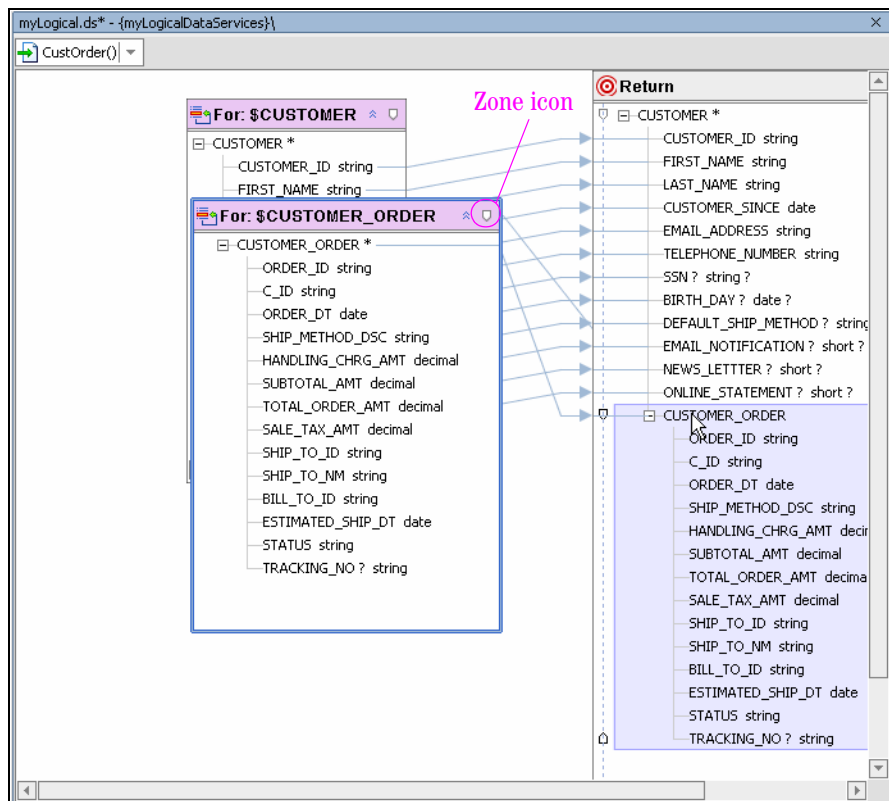 myLogical.ds* - {myLogicalDataServices}\
CustOrder()
Zone icon
For: $CUSTOMER
CUSTOMER *
CUSTOMER_ID string
FIRST_NAME string
For: $CUSTOMER_ORDER
CUSTOMER_ORDER *
ORDER_ID string
C_ID string
ORDER_DT date
SHIP_METHOD_DSC string
HANDLING_CHRG_AMT decimal
SUBTOTAL_AMT decimal
TOTAL_ORDER_AMT decimal
SALE_TAX_AMT decimal
SHIP_TO_ID string
SHIP_TO_NM string
BILL_TO_ID string
ESTIMATED_SHIP_DT date
STATUS string
TRACKING_NO ? string
Return
CUSTOMER *
CUSTOMER_ID string
FIRST_NAME string
LAST_NAME string
CUSTOMER_SINCE date
EMAIL_ADDRESS string
TELEPHONE_NUMBER string
SSN ? string ?
BIRTH_DAY ? date ?
DEFAULT_SHIP_METHOD ? string
EMAIL_NOTIFICATION ? short ?
NEWS_LETTTER ? short ?
ONLINE_STATEMENT ? short ?
CUSTOMER_ORDER
ORDER_ID string
C_ID string
ORDER_DT date
SHIP_METHOD_DSC string
HANDLING_CHRG_AMT decir
SUBTOTAL_AMT decimal
TOTAL_ORDER_AMT decima
SALE_TAX_AMT decimal
SHIP_TO_ID string
SHIP_TO_NM string
BILL_TO_ID string
ESTIMATED_SHIP_DT date
STATUS string
TRACKING_NO ? string